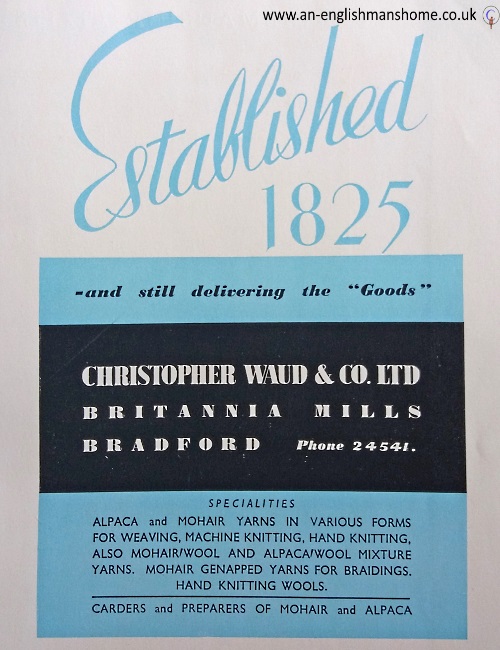 www.an-englishmanshome.co.uk
Established
1825
-and still delivering the "Goods"
CHRISTOPHER WAUD & CO. LTD
BRITANNIA MILLS
BRADFORD Phone 24541.
SPECIALITIES
ALPACA and MOHAIR YARNS IN VARIOUS FORMS
FOR WEAVING, MACHINE KNITTING, HAND KNITTING,
ALSO MOHAIR/WOOL AND ALPACA/WOOL MIXTURE
YARNS. MOHAIR GENAPPED YARNS FOR BRAIDINGS.
HAND KNITTING WOOLS.
CARDERS and PREPARERS OF MOHAIR and ALPACA